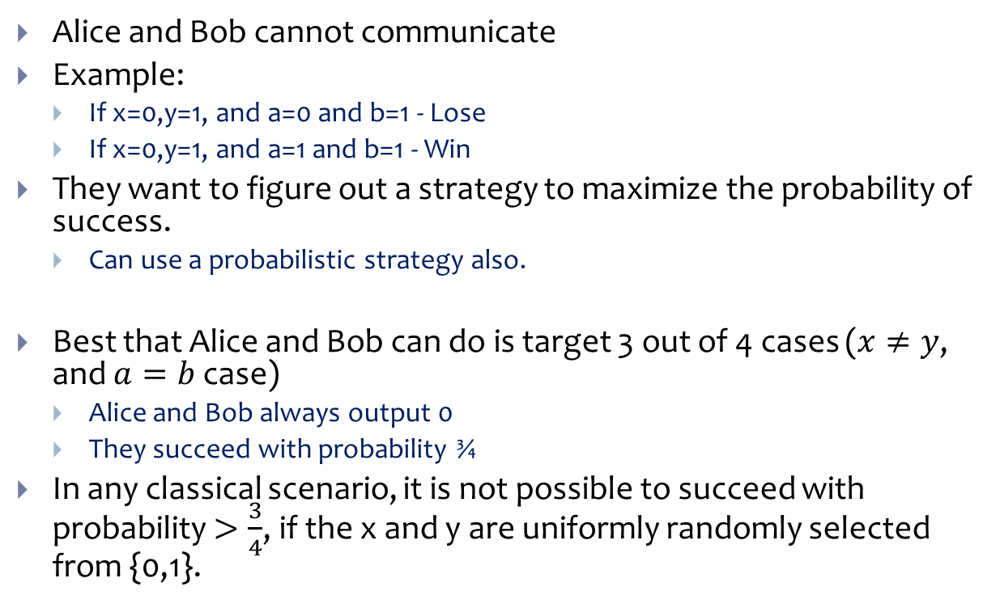 Alice and Bob cannot communicate
Example:
If x=0,y=1, and a=0 and b=1 - Lose
If x=0,y=1, and a=1 and b=1 - Win
They want to figure out a strategy to maximize the probability of
success.
Can use a probabilistic strategy also.
Best that Alice and Bob can do is target 3 out of 4 cases (x ≠ y,
and a = b case)
Alice and Bob always output 0
They succeed with probability ¾
In any classical scenario, it is not possible to succeed with
probability > 3/4, if the x and y are uniformly randomly selected
from {0,1}.